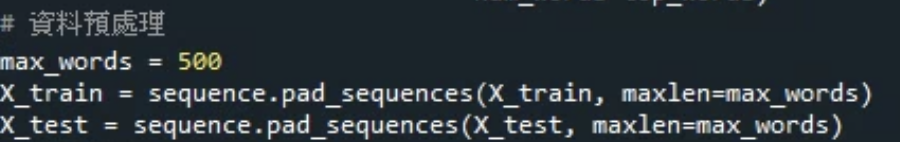 # 資料預處理
max_words = 500
X_train = sequence.pad_sequences(X_train, maxlen=max_words)
X_test = sequence.pad_sequences(X_test, maxlen=max_words)